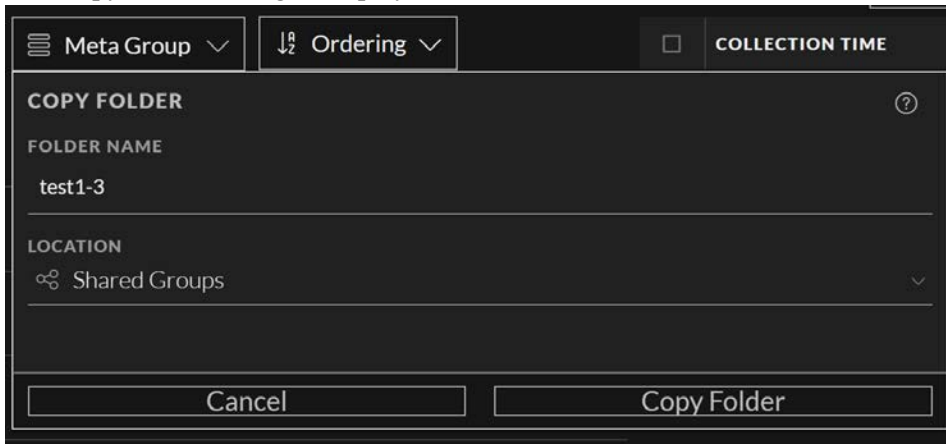 Meta Group Ordering COLLECTION TIME
COPY FOLDER
FOLDER NAME
test1-3
LOCATION
Shared Groups
Cancel Copy Folder